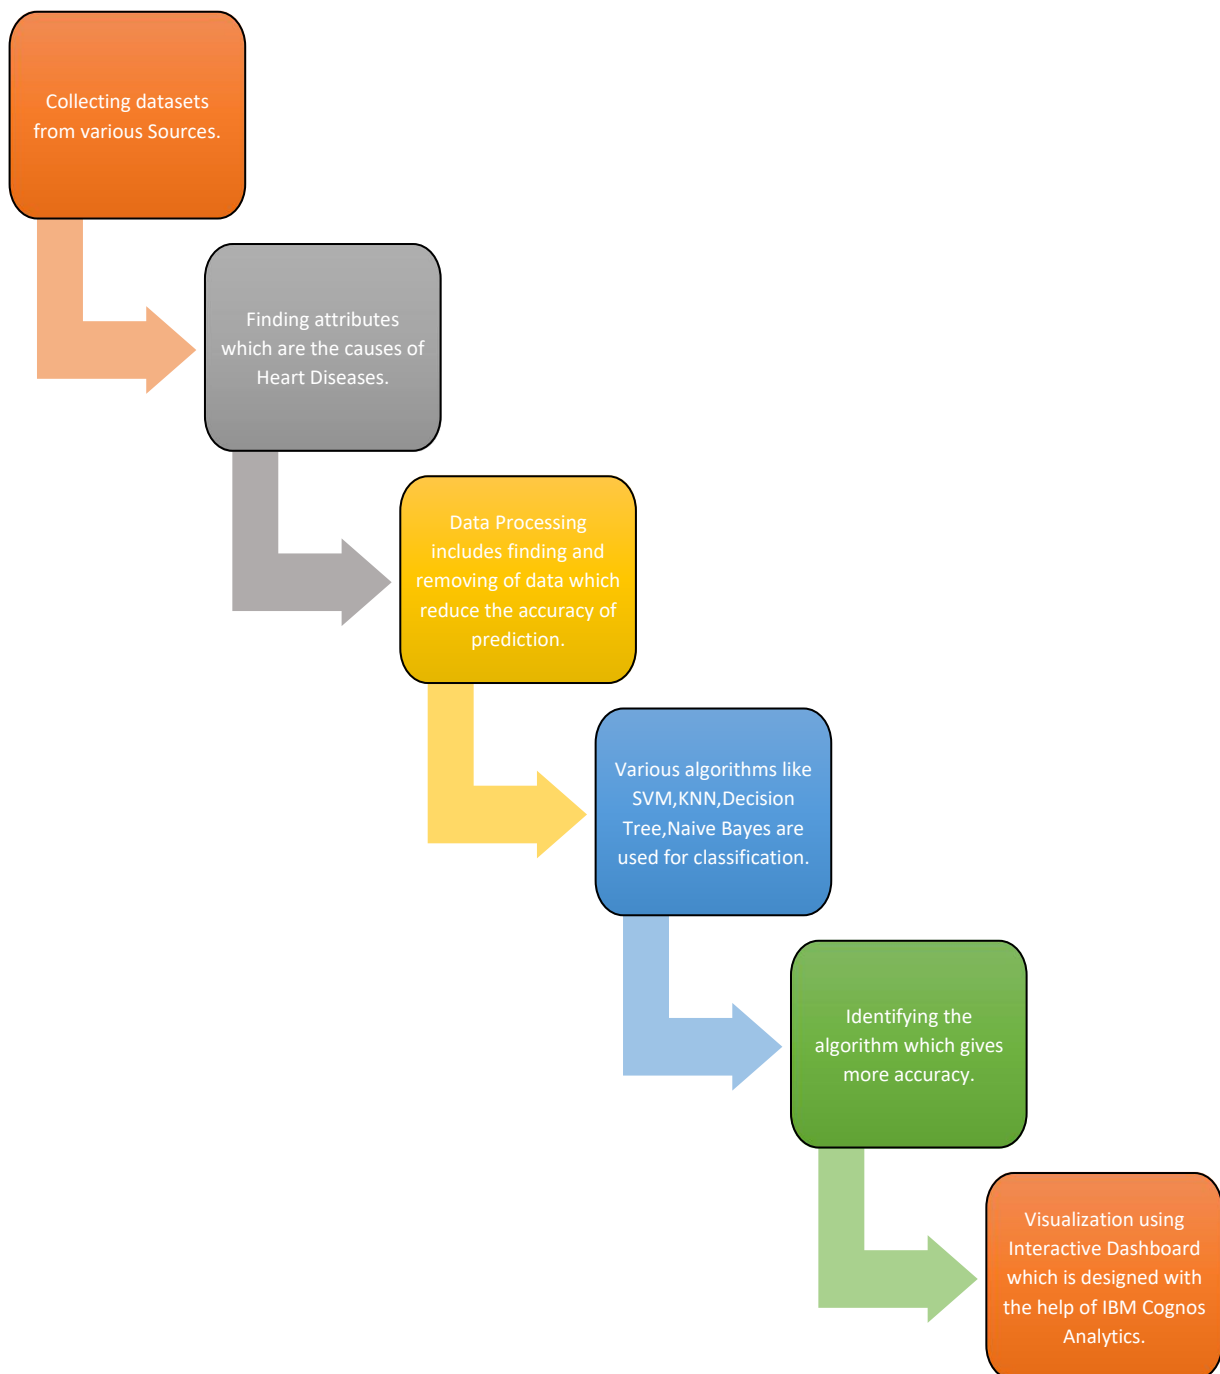 Collecting datasets
from various Sources.
Finding attributes
which are the causes of
Heart Diseases.
Data Processing
includes finding and
removing of data which
reduce the accuracy of
prediction.
Various algorithms like
SVM,KNN,Decision
Tree,Naive Bayes are
used for classification.
Identifying the
algorithm which gives
more accuracy.
Visualization using
Interactive Dashboard
which is designed with
the help of IBM Cognos
Analytics.